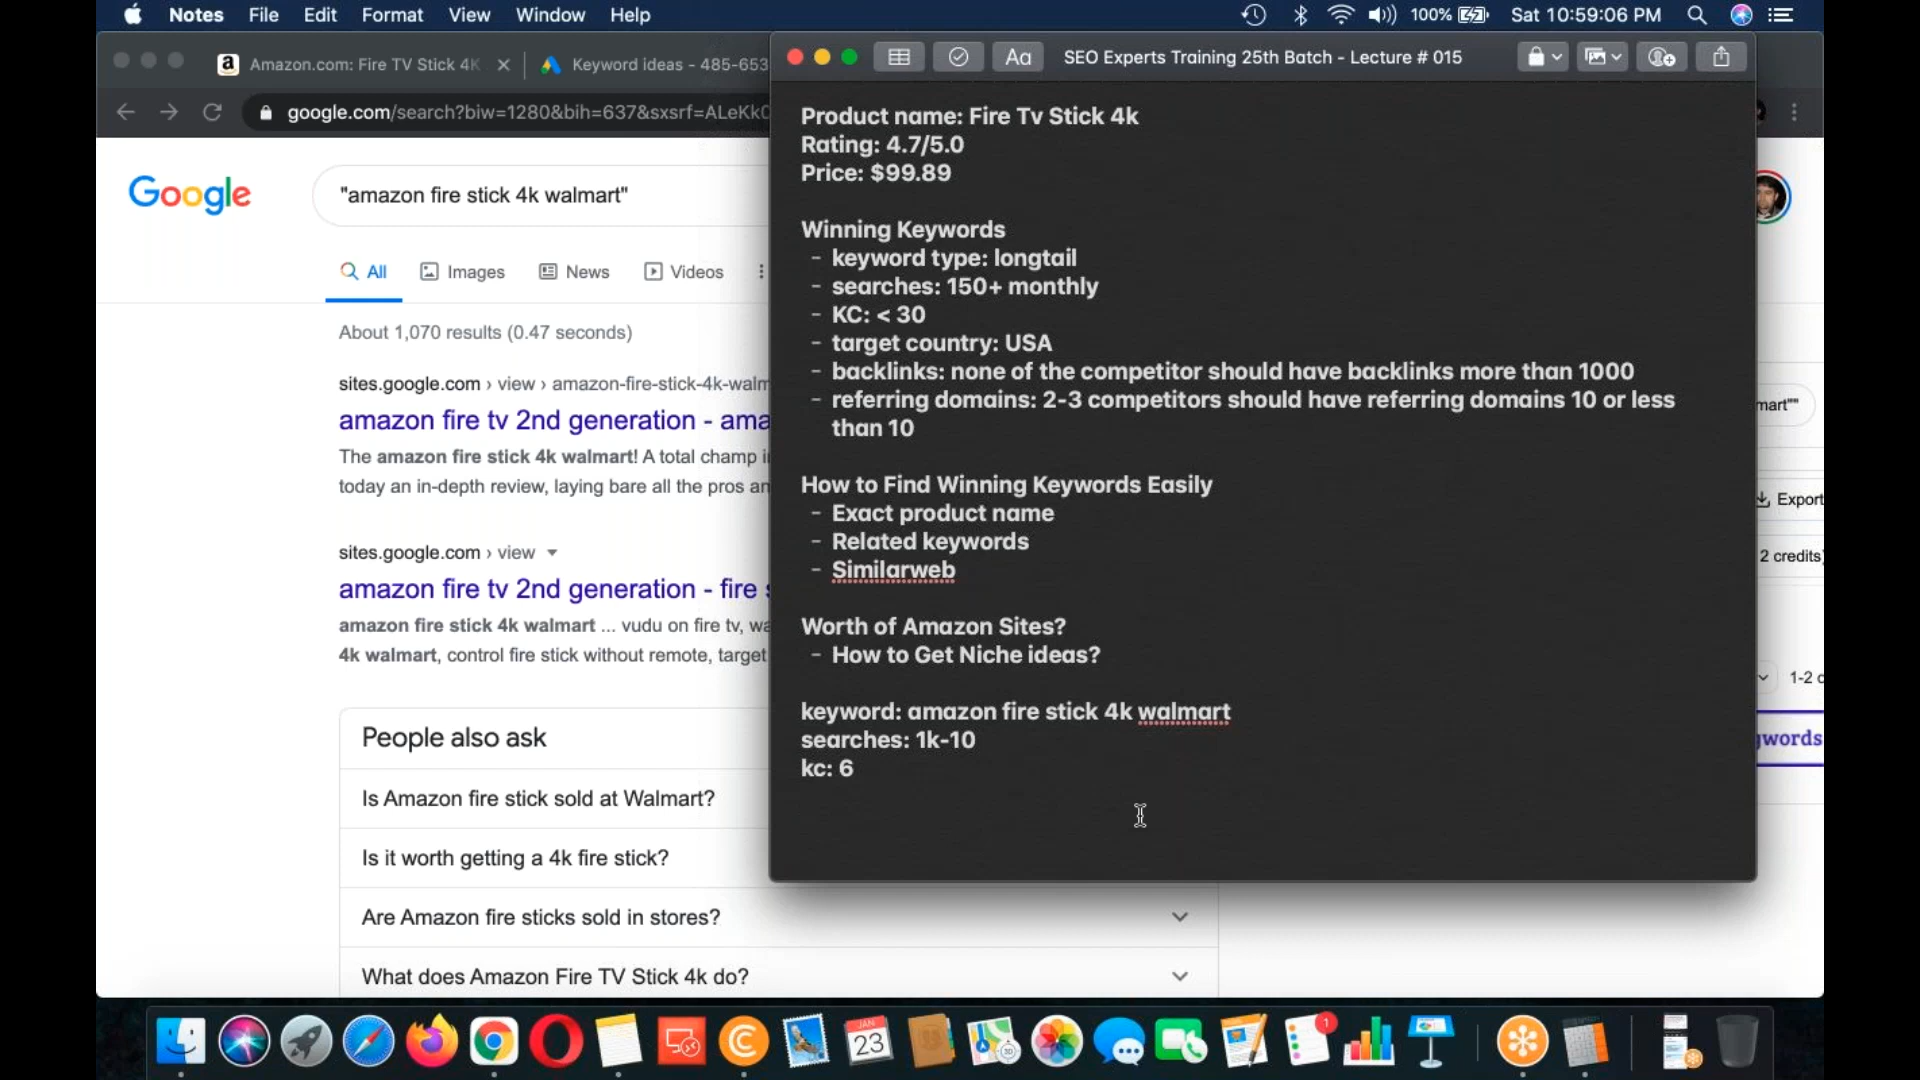 Notes File Edit Format View Window Help
100% Sat 10:59:06 PM
Amazon.com: Fire TV Stick 4K
Keyword ideas - 485-653
SEO Experts Training 25th Batch - Lecture # 015
google.com/search?biw=1280&bih=637&sxsrf=ALeKk0
Google
"amazon fire stick 4k walmart"
All Images News Videos
About 1,070 results (0.47 seconds)
sites.google.com › view › amazon-fire-stick-4k-walm
amazon fire tv 2nd generation - ama
The amazon fire stick 4k walmart! A total champ i
today an in-depth review, laying bare all the pros an
sites.google.com › view
amazon fire tv 2nd generation - fire
amazon fire stick 4k walmart ... vudu on fire tv, wa
4k walmart, control fire stick without remote, target
People also ask
Is Amazon fire stick sold at Walmart?
Is it worth getting a 4k fire stick?
Are Amazon fire sticks sold in stores?
What does Amazon Fire TV Stick 4k do?
Product name: Fire Tv Stick 4k
Rating: 4.7/5.0
Price: $99.89
Winning Keywords
- keyword type: longtail
- searches: 150+ monthly
- KC: < 30
- target country: USA
- backlinks: none of the competitor should have backlinks more than 1000
- referring domains: 2-3 competitors should have referring domains 10 or less
than 10
How to Find Winning Keywords Easily
- Exact product name
- Related keywords
- Similarweb
Worth of Amazon Sites?
- How to Get Niche ideas?
keyword: amazon fire stick 4k walmart
searches: 1k-10
kc: 6
mart""
Export
2 credits)
1-2 c
ywords
JAN
23
3D
1